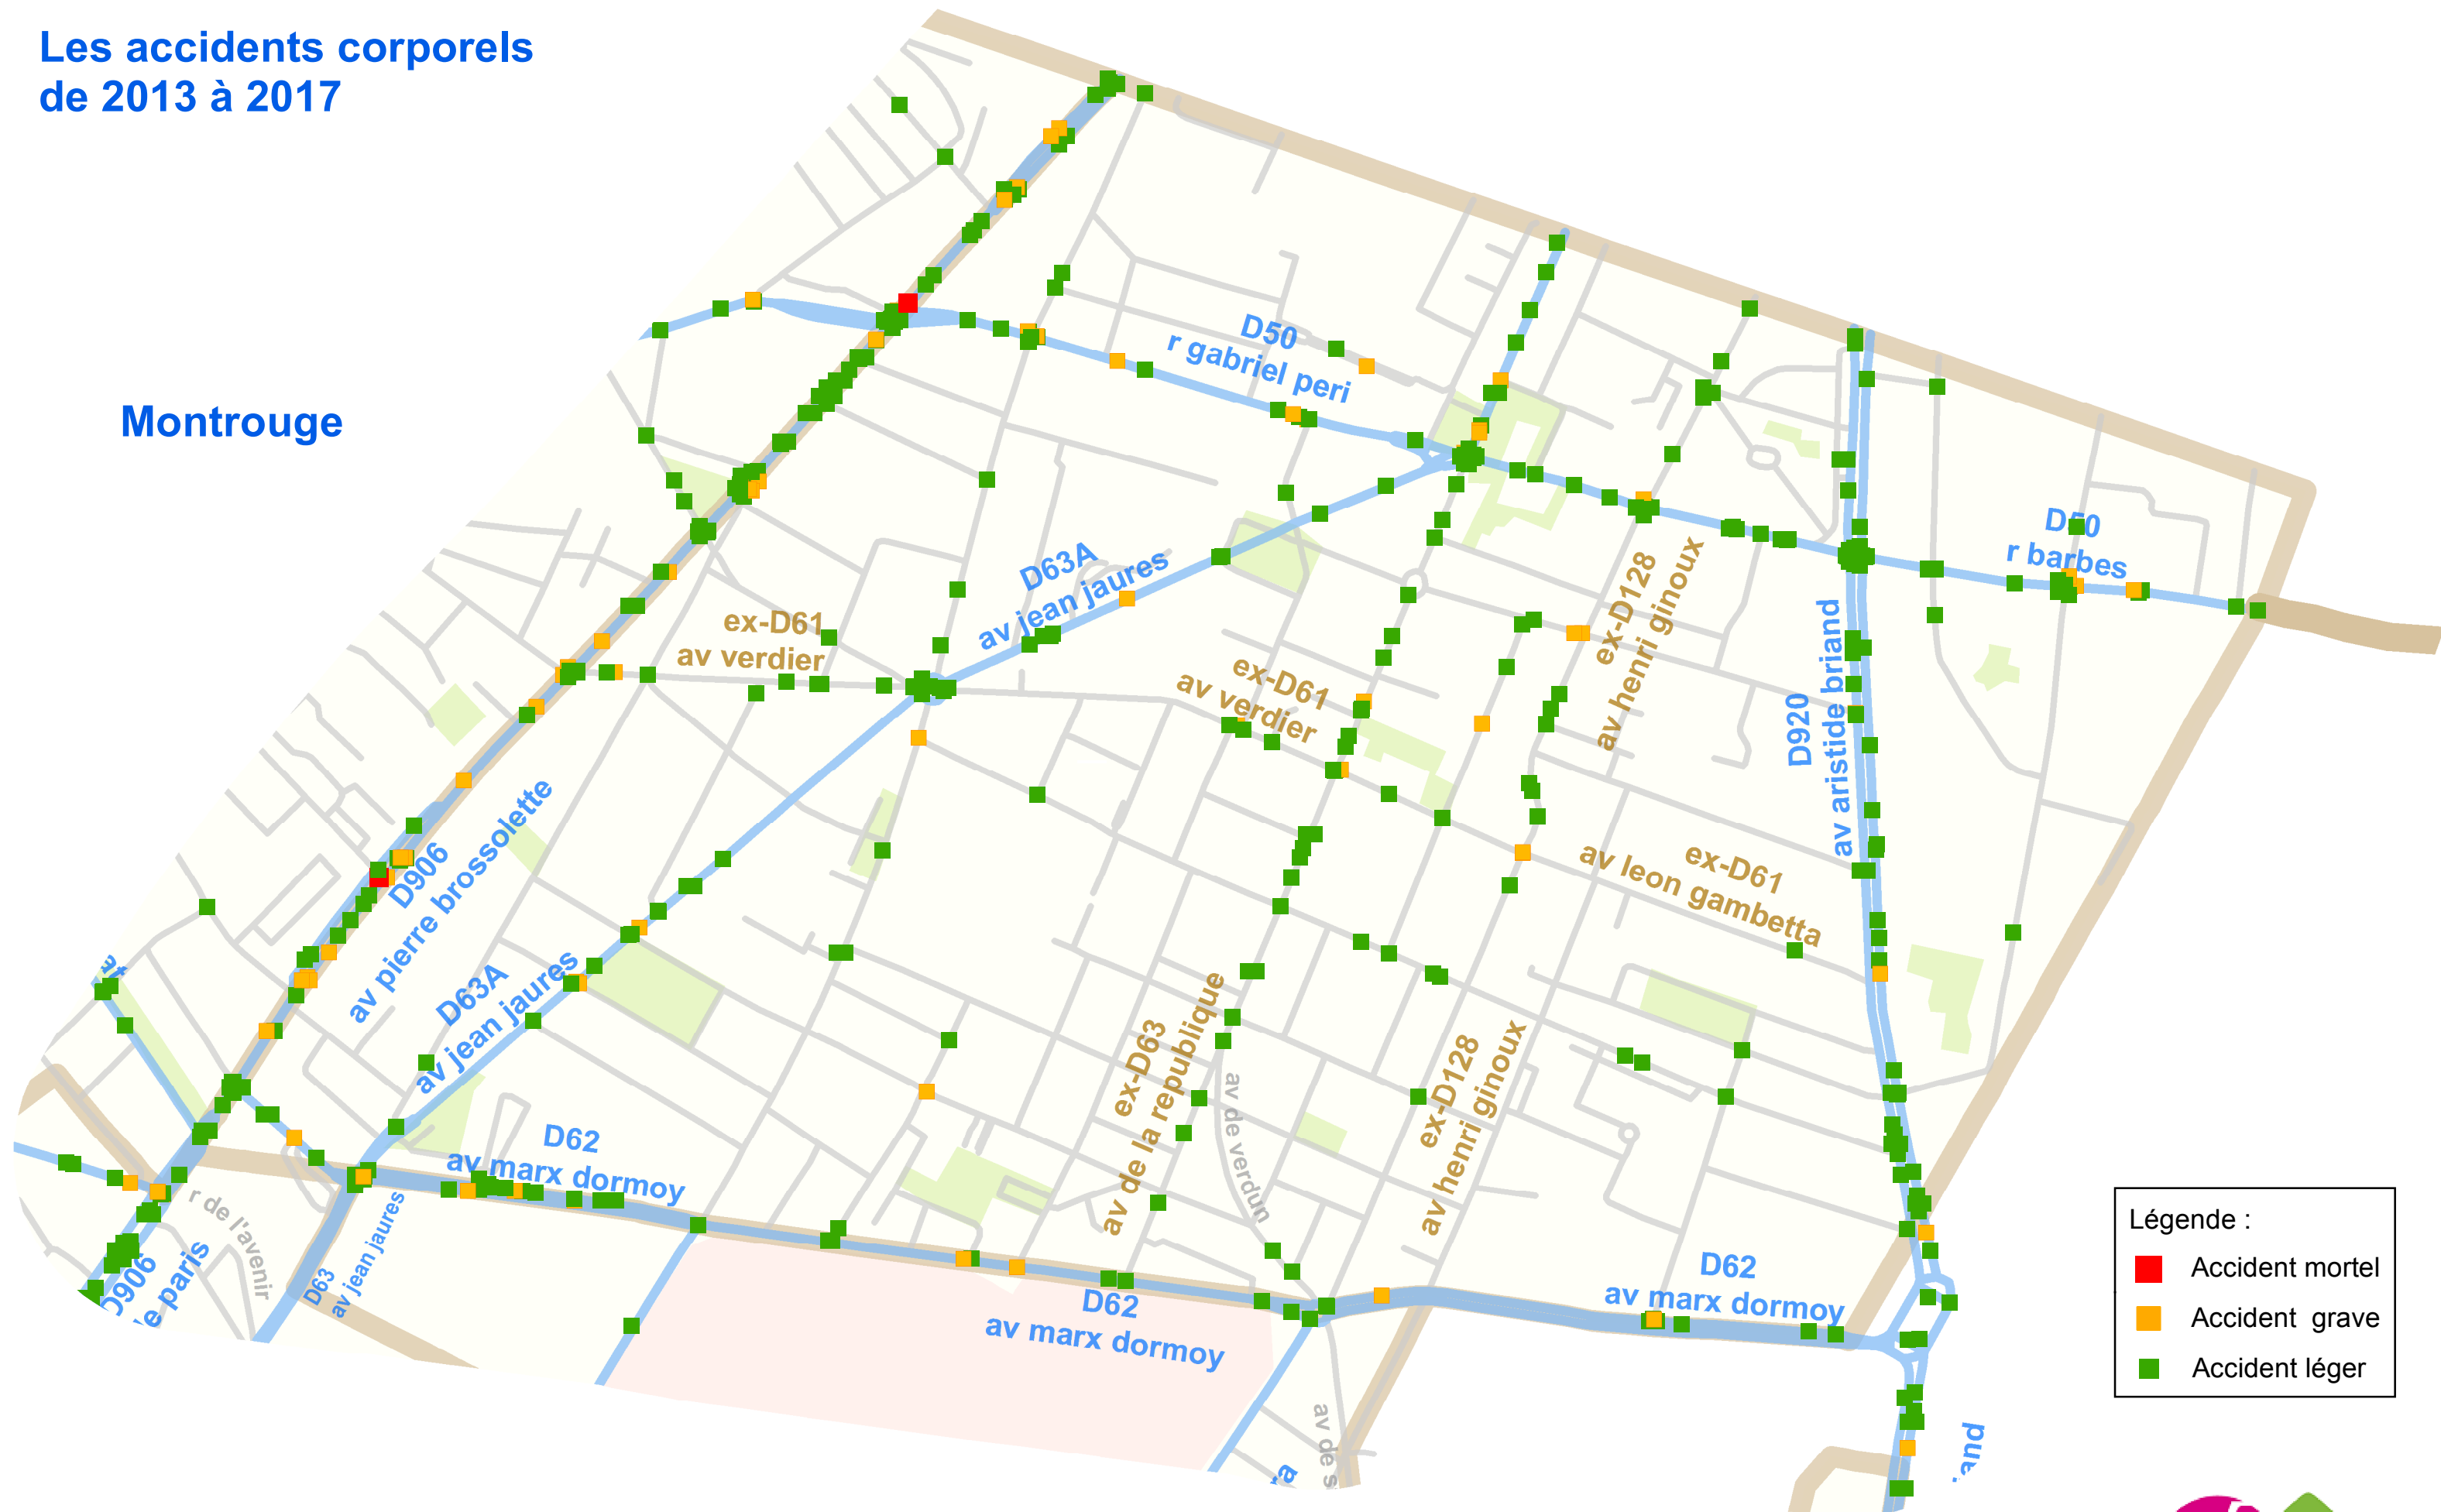 Les accidents corporels
de 2013 à 2017
Montrouge
D50
r gabriel peri
D63A
av jean jaures
ex-D61
av verdier
ex-D61
av verdier
ex-D128
av henri ginoux
D50
r barbes
D920
av aristide briand
ex-D61
av leon gambetta
D906
av pierre brossolette
D63A
av jean jaures
D62
av marx dormoy
ex-D63
av de la republique
av de verdun
ex-D128
av henri ginoux
r de l'avenir
D63
av jean jaures
D906
le paris
D62
av marx dormoy
D62
av marx dormoy
av de s
Légende :
Accident mortel
Accident grave
Accident léger